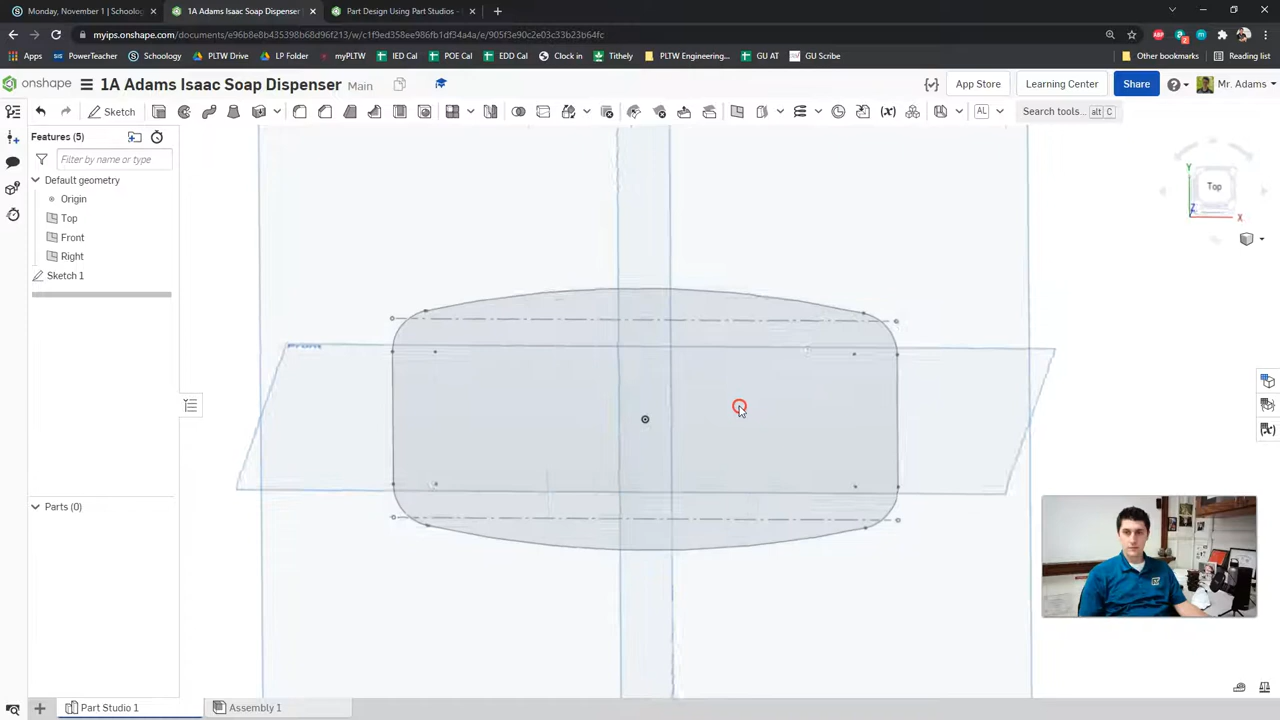 Monday, November 1 | Schoolog
1A Adams Isaac Soap Dispenser
Part Design Using Part Studios -
myips.onshape.com/documents/e96b8e8b435398b68d96f213/w/c1f9ed358ee986fb1df34a4a/e/905f3e90c2e03c33b23b64fc
Apps
PowerTeacher
Schoology
PLTW Drive
LP Folder
myPLTW
IED Cal
POE Cal
EDD Cal
Clock in
Tithely
PLTW Engineering...
GU AT
GU Scribe
Other bookmarks
Reading list
onshape
1A Adams Isaac Soap Dispenser
Main
App Store
Learning Center
Share
Mr. Adams
Sketch
Search tools...
alt C
Features (5)
Filter by name or type
Default geometry
Origin
Top
Front
Right
Sketch 1
Parts (0)
Front
Y
Top
Z
X
Part Studio 1
Assembly 1